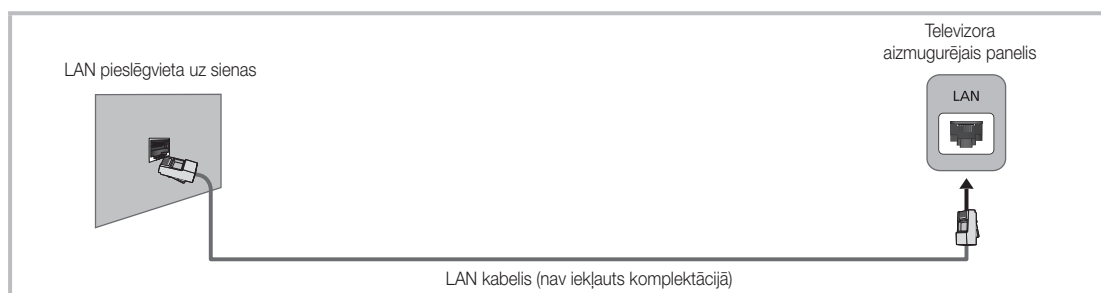 Televizora
aizmugurējais panelis
LAN pieslēgvieta uz sienas
LAN
LAN kabelis (nav iekļauts komplektācijā)